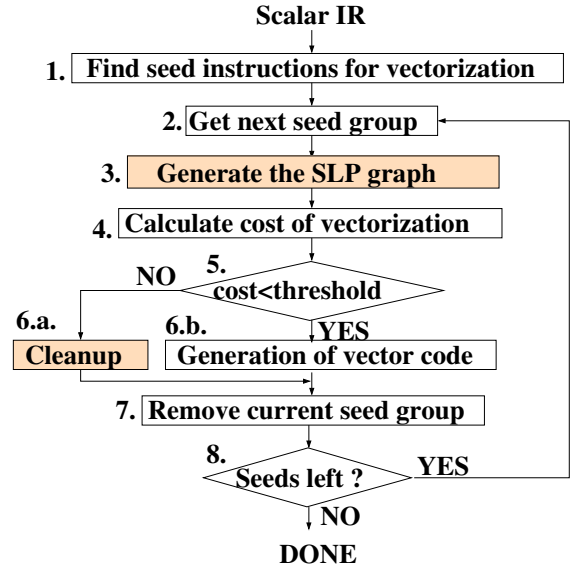 Scalar IR
1. Find seed instructions for vectorization
2. Get next seed group
3. Generate the SLP graph
4. Calculate cost of vectorization
5.
NO
cost<threshold
6.a.
6.b.
YES
Cleanup
Generation of vector code
7. Remove current seed group
8.
YES
Seeds left ?
NO
DONE